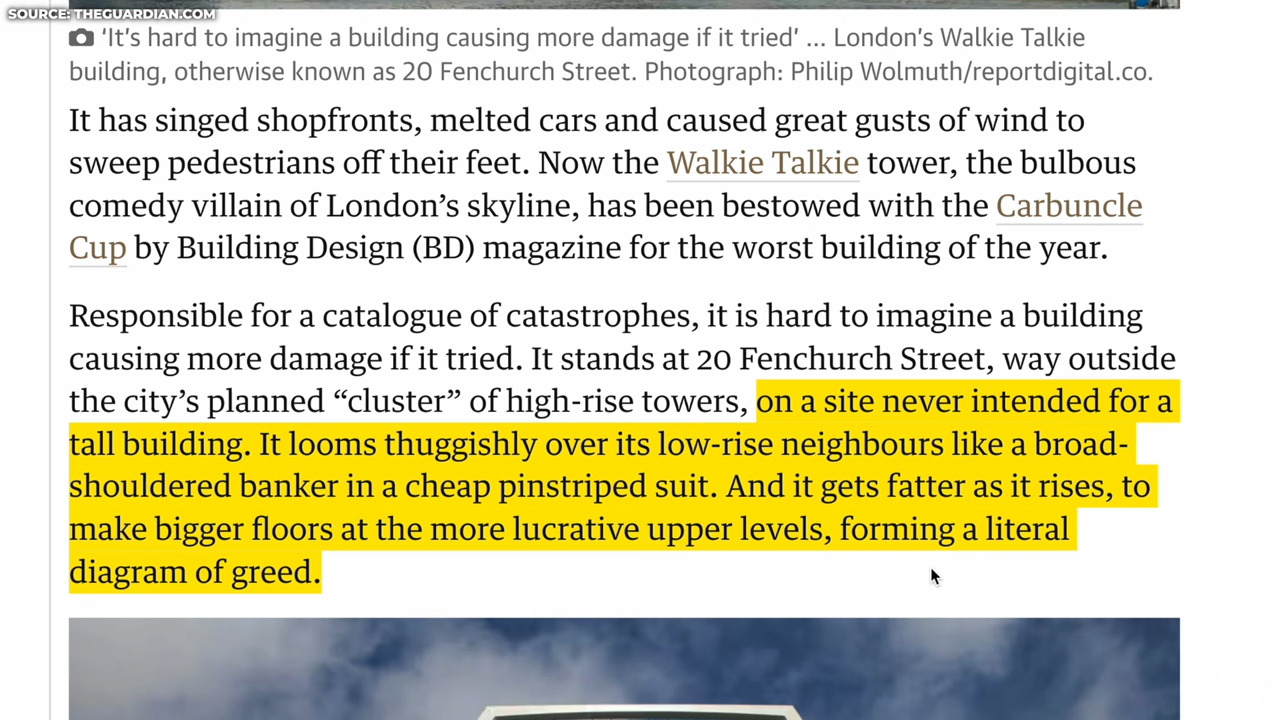 SOURCE: THEGUARDIAN.COM
‘It’s hard to imagine a building causing more damage if it tried’ ... London’s Walkie Talkie
building, otherwise known as 20 Fenchurch Street. Photograph: Philip Wolmuth/reportdigital.co.
It has singed shopfronts, melted cars and caused great gusts of wind to
sweep pedestrians off their feet. Now the Walkie Talkie tower, the bulbous
comedy villain of London’s skyline, has been bestowed with the Carbuncle
Cup by Building Design (BD) magazine for the worst building of the year.
Responsible for a catalogue of catastrophes, it is hard to imagine a building
causing more damage if it tried. It stands at 20 Fenchurch Street, way outside
the city’s planned “cluster” of high-rise towers, on a site never intended for a
tall building. It looms thuggishly over its low-rise neighbours like a broad-
shouldered banker in a cheap pinstriped suit. And it gets fatter as it rises, to
make bigger floors at the more lucrative upper levels, forming a literal
diagram of greed.